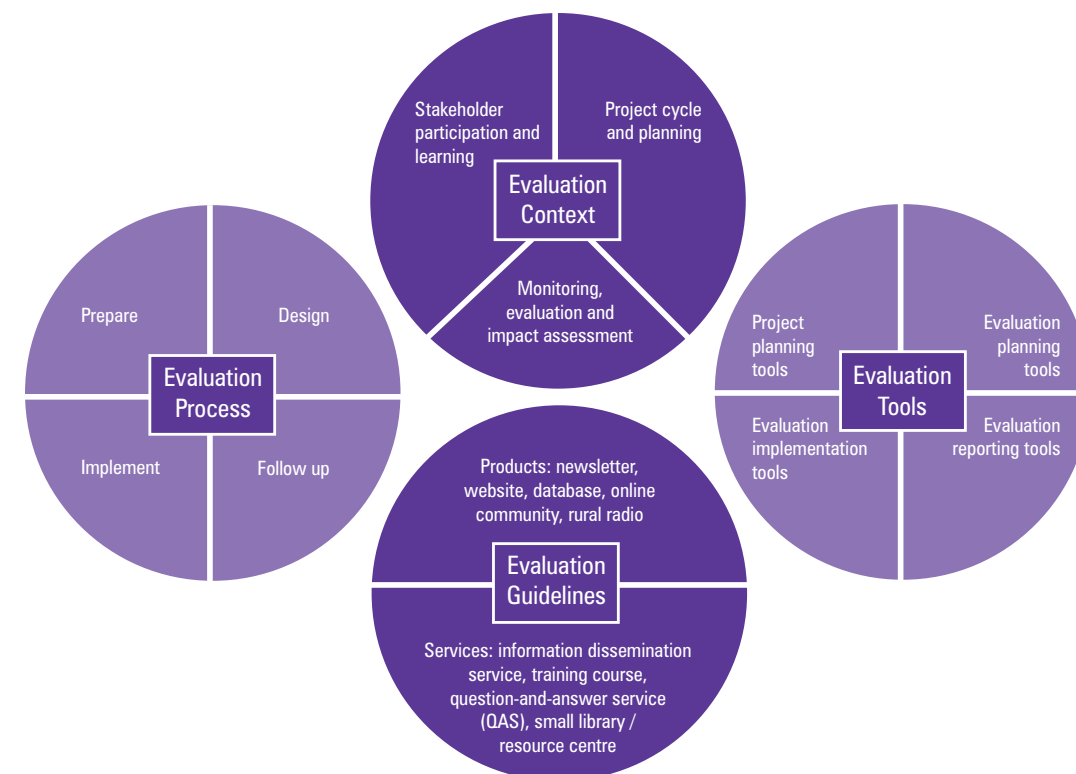 Stakeholder
participation and
learning
Project cycle
and planning
Evaluation
Context
Monitoring,
evaluation and
impact assessment
Prepare
Design
Evaluation
Process
Implement
Follow up
Project
planning
tools
Evaluation
planning
tools
Evaluation
Tools
Evaluation
implementation
tools
Evaluation
reporting tools
Products: newsletter,
website, database, online
community, rural radio
Evaluation
Guidelines
Services: information dissemination
service, training course,
question-and-answer service
(QAS), small library /
resource centre